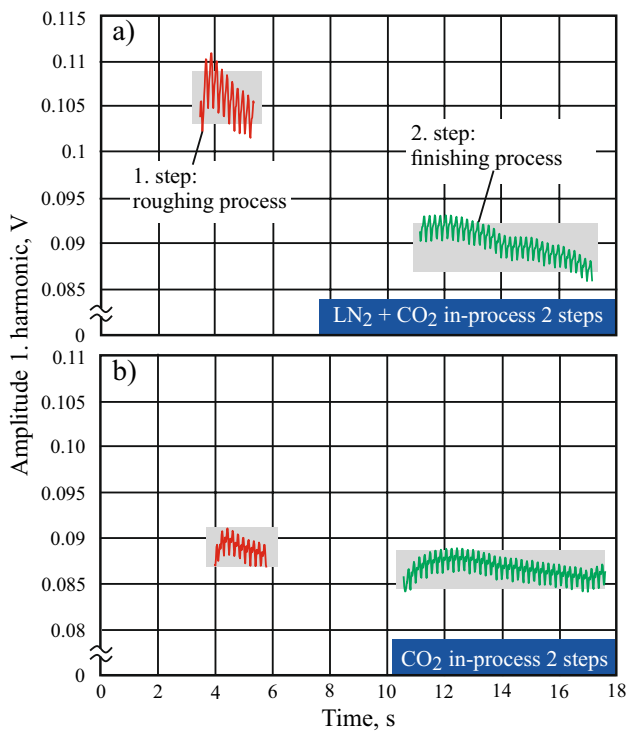 Amplitude 1. harmonic, V
0.115
a)
0.11
0.105
0.1
0.095
0.09
0.085
0
1. step:
roughing process
2. step:
finishing process
LN₂ + CO₂ in-process 2 steps
0.11
b)
0.105
0.1
0.095
0.09
0.085
0.08
0
CO₂ in-process 2 steps
0 2 4 6 8 10 12 14 16 18
Time, s